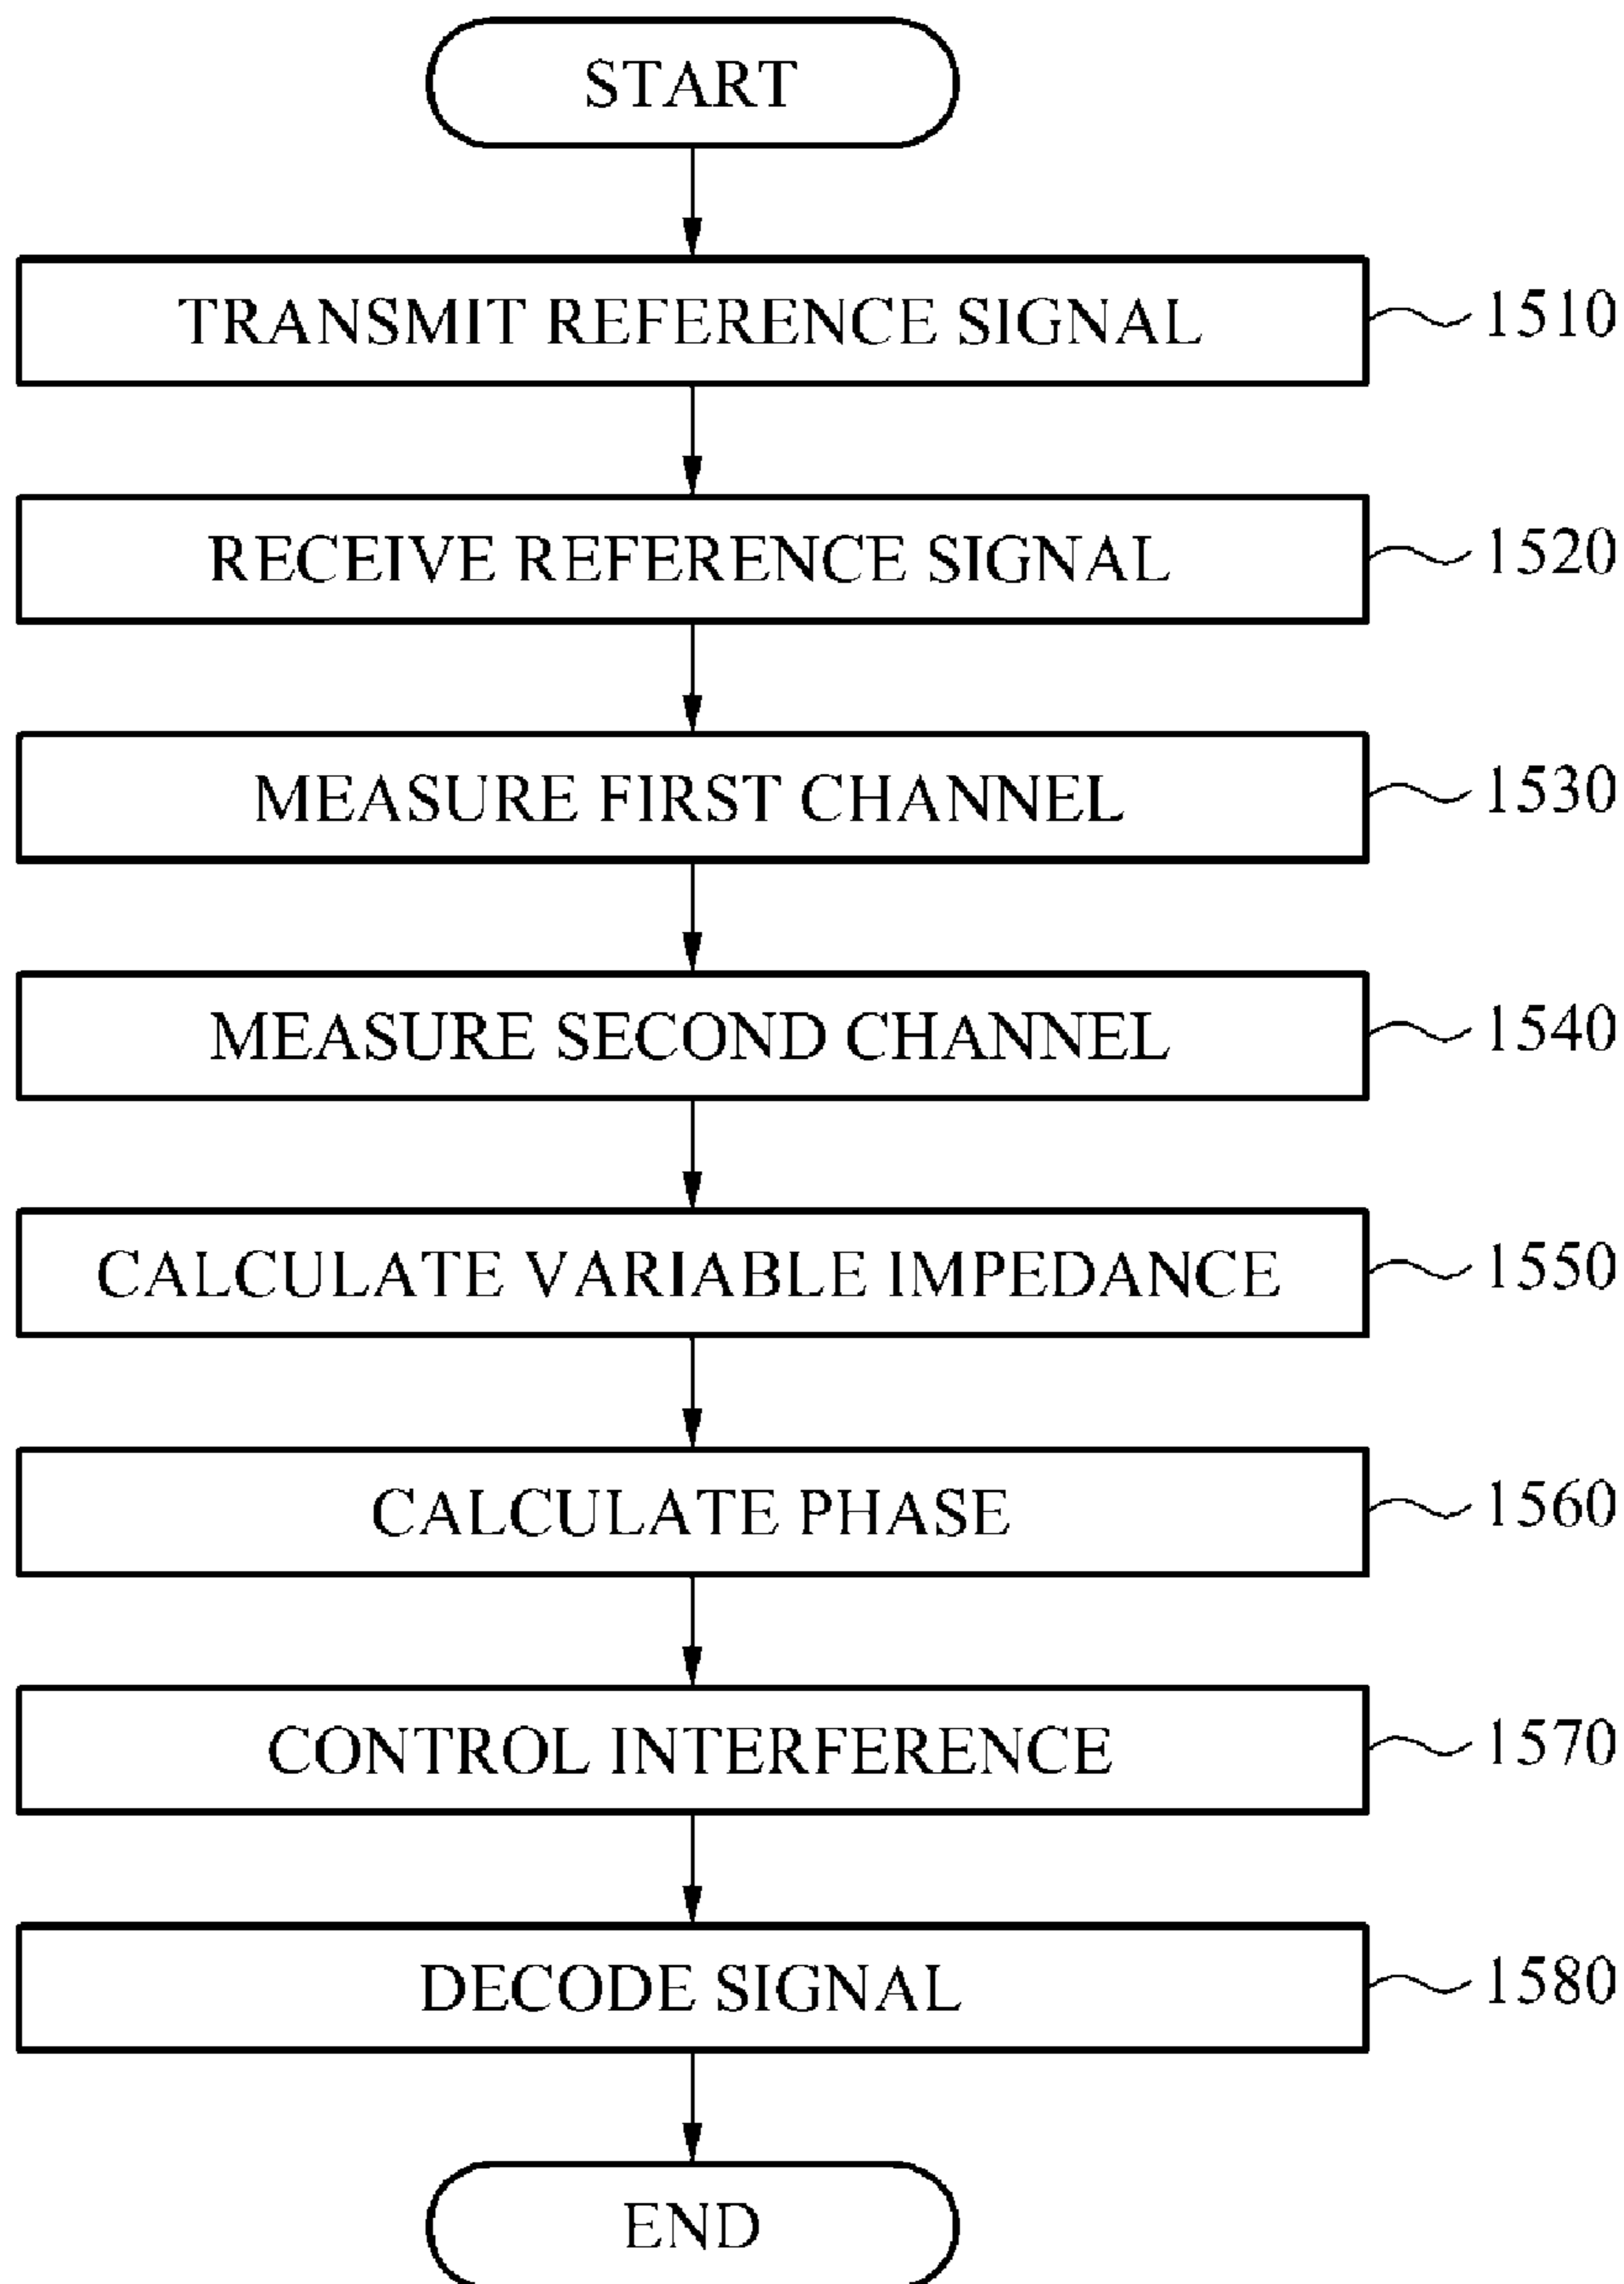 START
TRANSMIT REFERENCE SIGNAL 1510
RECEIVE REFERENCE SIGNAL 1520
MEASURE FIRST CHANNEL 1530
MEASURE SECOND CHANNEL 1540
CALCULATE VARIABLE IMPEDANCE 1550
CALCULATE PHASE 1560
CONTROL INTERFERENCE 1570
DECODE SIGNAL 1580
END